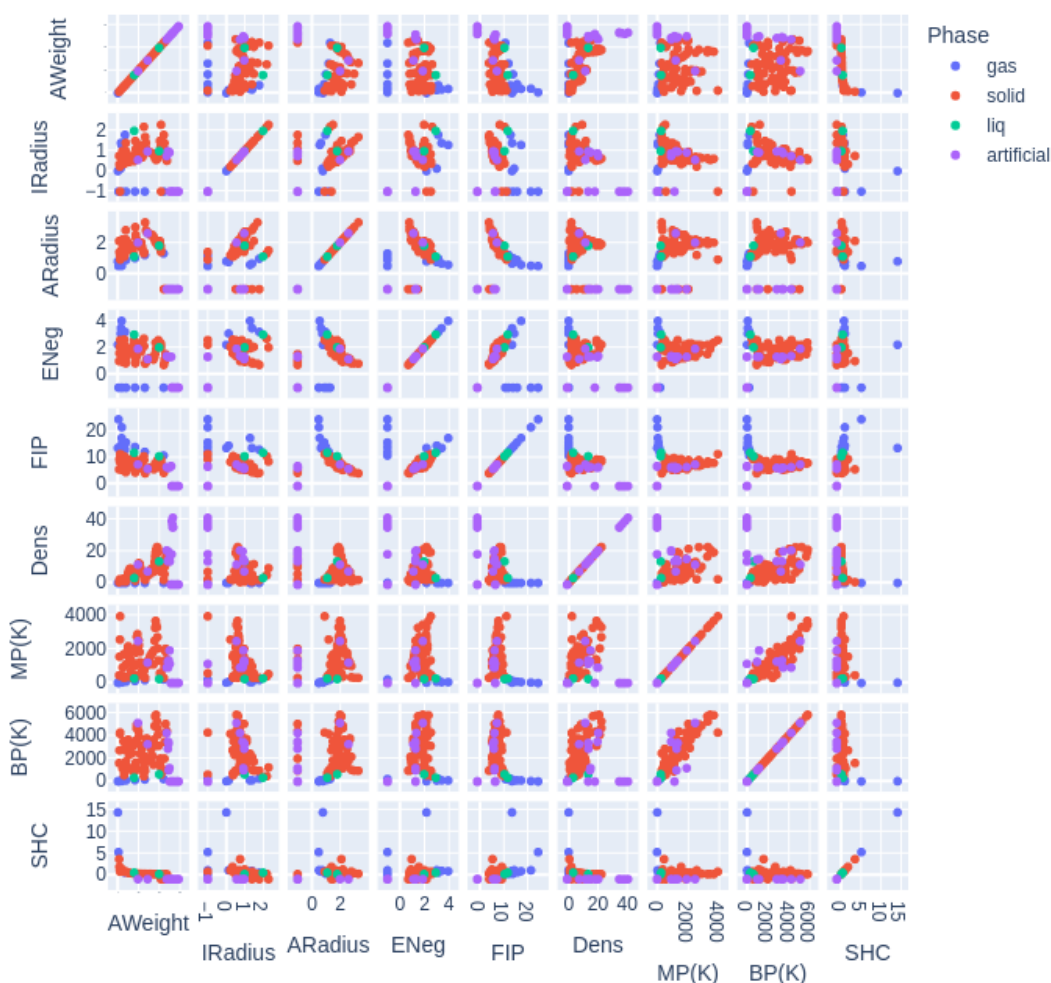 Phase
gas
solid
liq
artificial
AWeight
IRadius
2
1
0
−1
ARadius
2
0
ENeg
4
2
0
FIP
20
10
0
Dens
40
20
0
MP(K)
4000
2000
0
BP(K)
6000
4000
2000
0
SHC
15
10
5
0
−1 0 1 2
0 2
0 2 4
0 10 20
0 20 40
0 2000 4000
0 2000 4000 6000
0 5 10 15
AWeight
IRadius
ARadius
ENeg
FIP
Dens
MP(K)
BP(K)
SHC